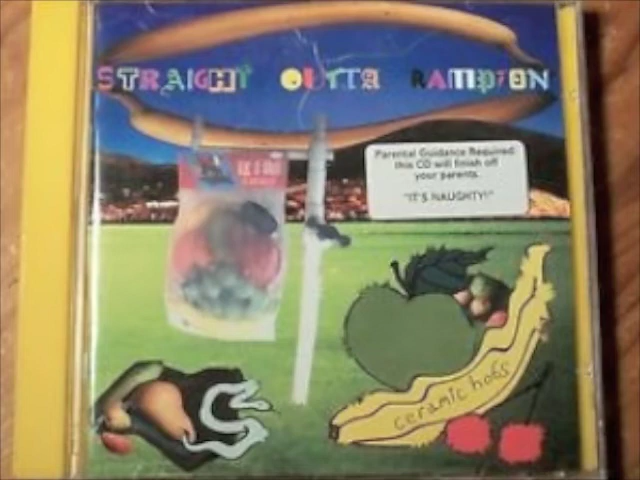 STRAIGHT OUTTA RAMPTON
Parental Guidance Required
this CD will finish off
your parents.
"IT'S NAUGHTY!"
ceramic hobs